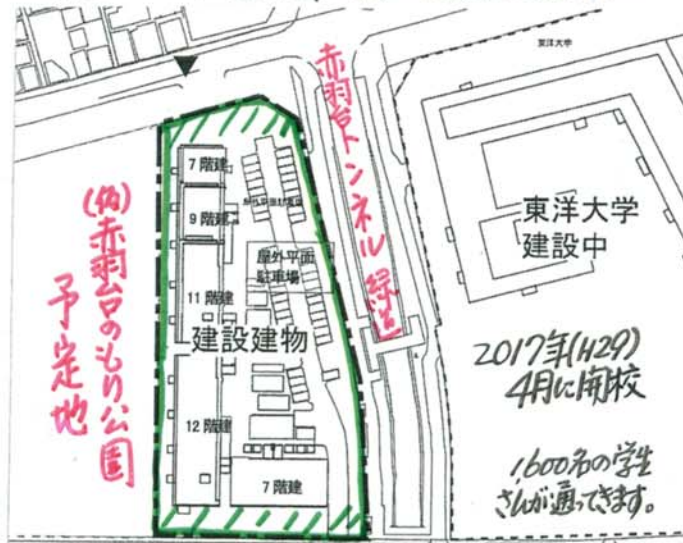 東洋大学
赤羽台トンネル 緑道
7階建
9階建
屋外平面
駐車場
11階建
建設建物
12階建
7階建
(仮)赤羽台のもり公園
予定地
東洋大学
建設中
2017年(H29)
4月に開校
1,600名の学生
さんが通ってきます。